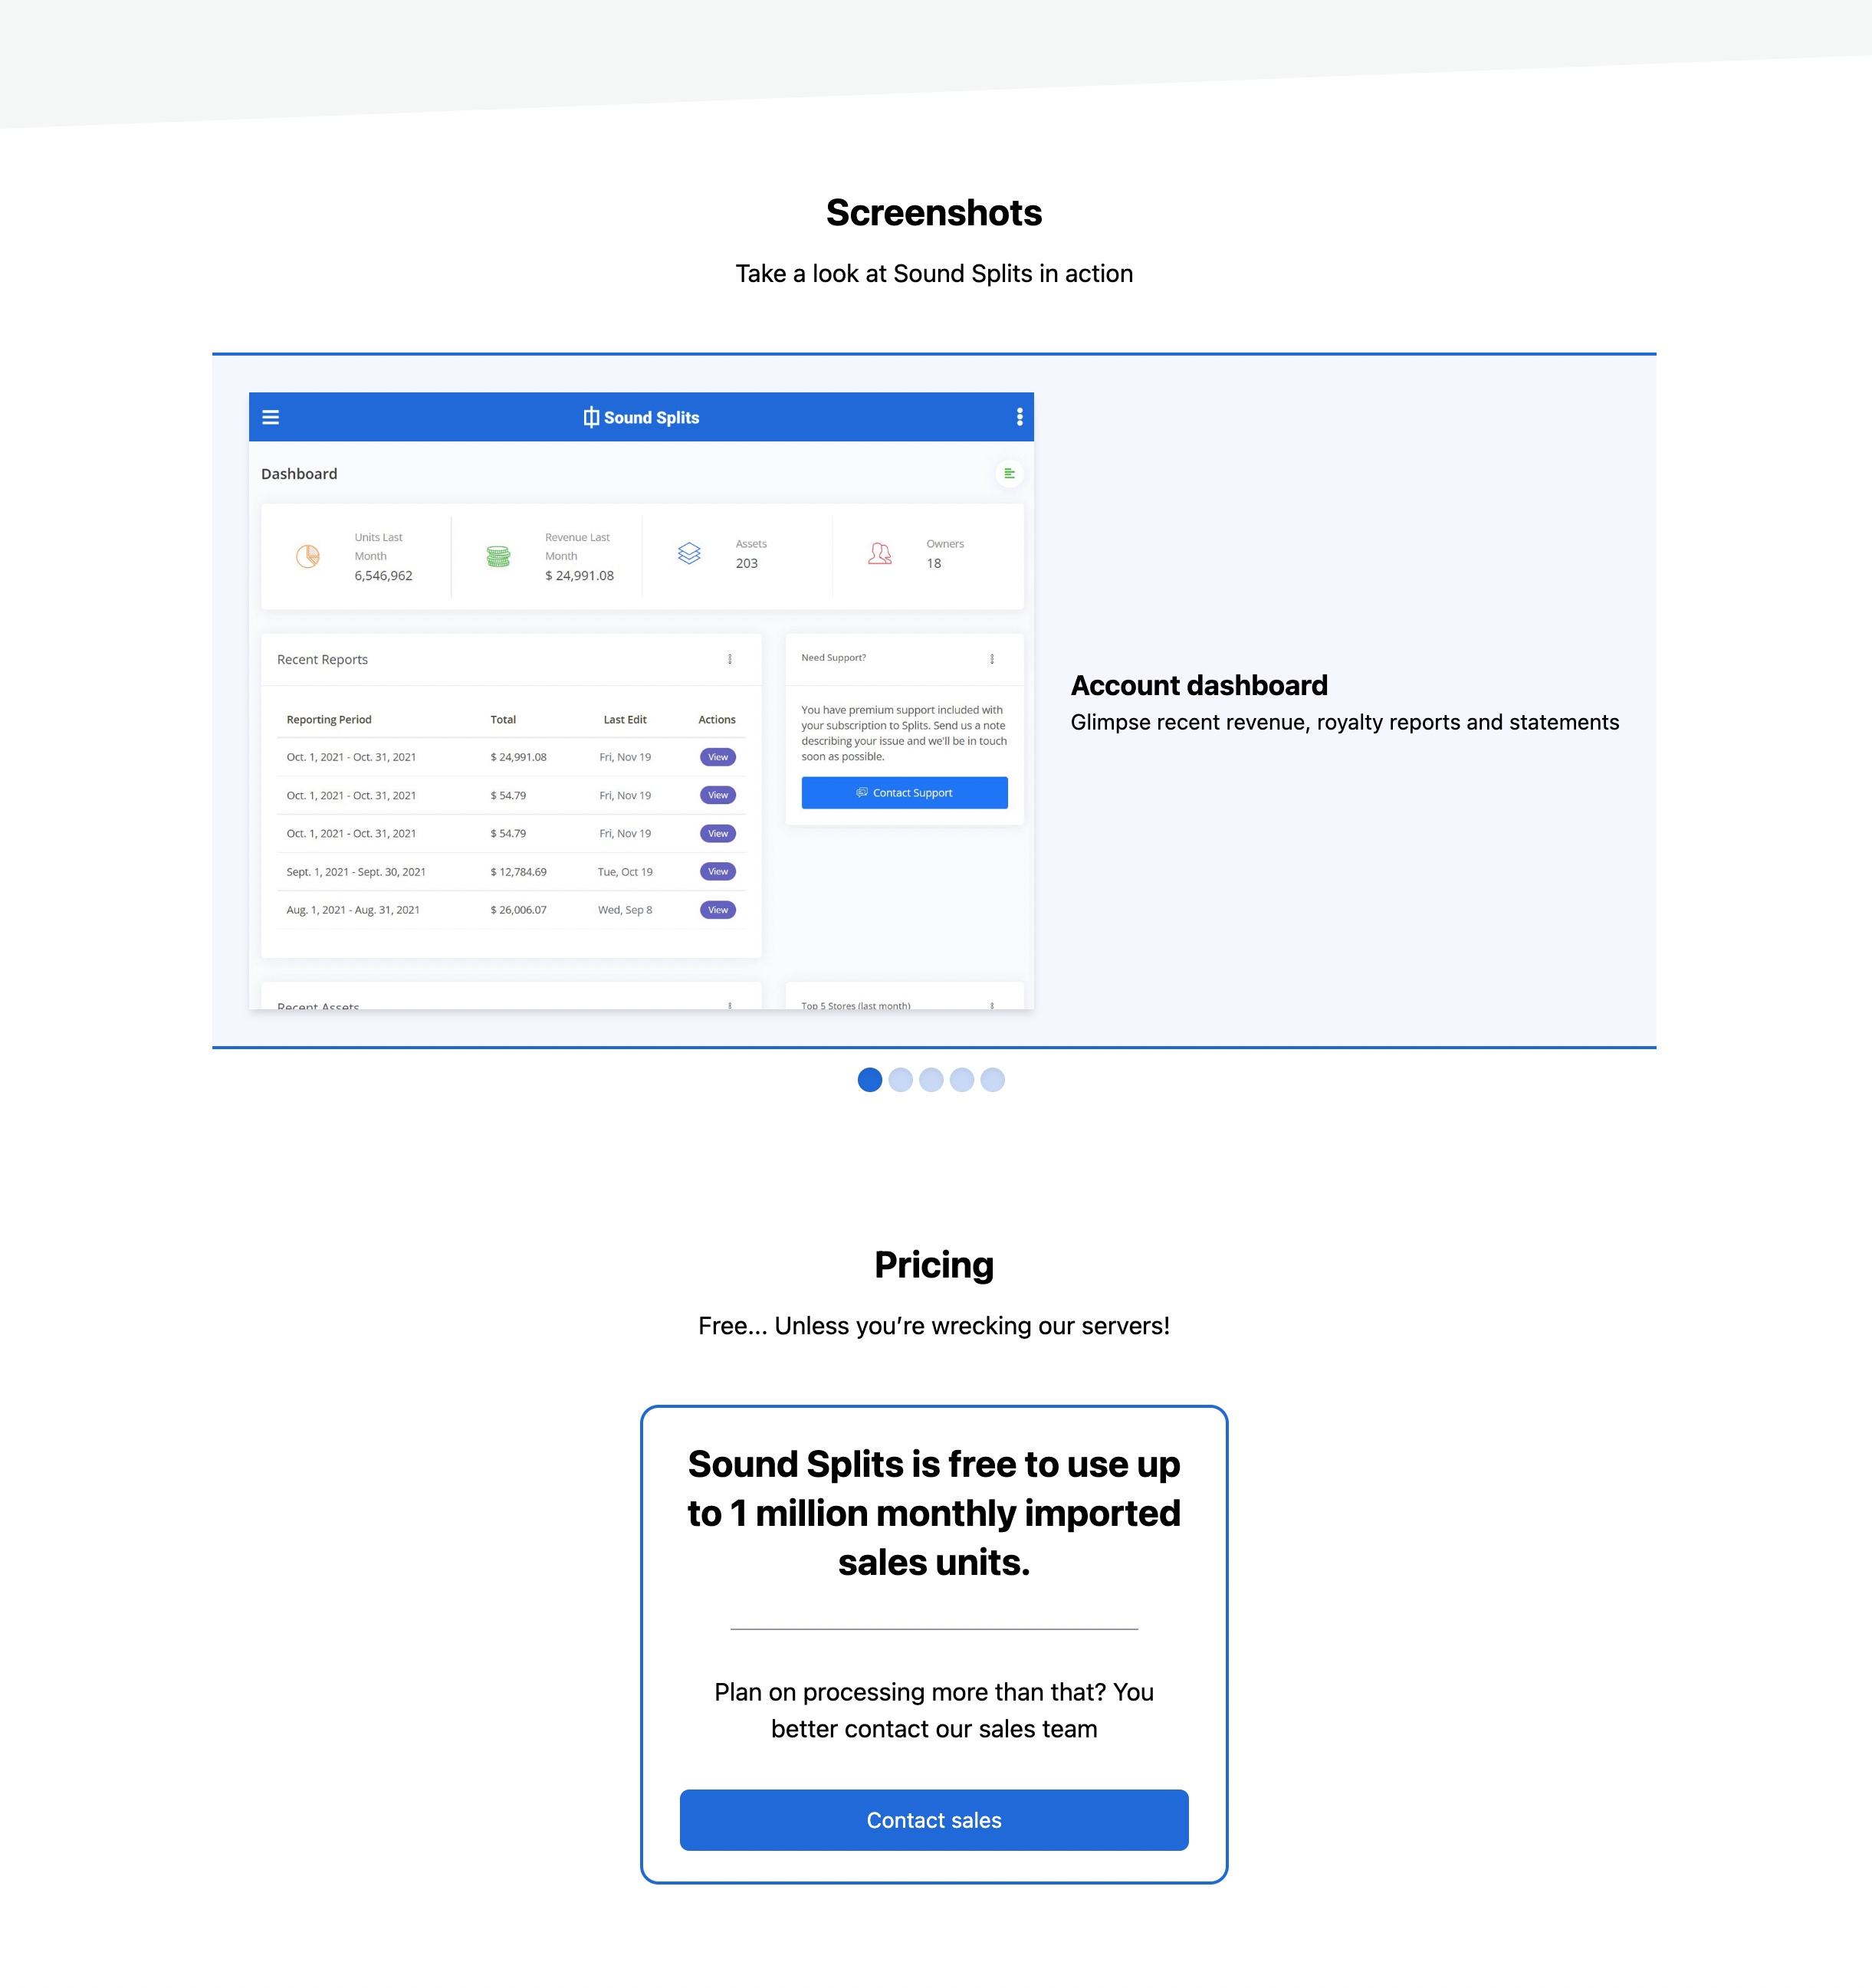 Screenshots
Take a look at Sound Splits in action
Sound Splits
Dashboard
Units Last
Month
6,546,962
Revenue Last
Month
$ 24,991.08
Assets
203
Owners
18
Recent Reports
Reporting Period Total Last Edit Actions
Oct. 1, 2021 - Oct. 31, 2021 $ 24,991.08 Fri, Nov 19 View
Oct. 1, 2021 - Oct. 31, 2021 $ 54.79 Fri, Nov 19 View
Oct. 1, 2021 - Oct. 31, 2021 $ 54.79 Fri, Nov 19 View
Sept. 1, 2021 - Sept. 30, 2021 $ 12,784.69 Tue, Oct 19 View
Aug. 1, 2021 - Aug. 31, 2021 $ 26,006.07 Wed, Sep 8 View
Need Support?
You have premium support included with
your subscription to Splits. Send us a note
describing your issue and we'll be in touch
soon as possible.
Contact Support
Recent Assets
Top 5 Stores (last month)
Account dashboard
Glimpse recent revenue, royalty reports and statements
Pricing
Free... Unless you’re wrecking our servers!
Sound Splits is free to use up
to 1 million monthly imported
sales units.
Plan on processing more than that? You
better contact our sales team
Contact sales